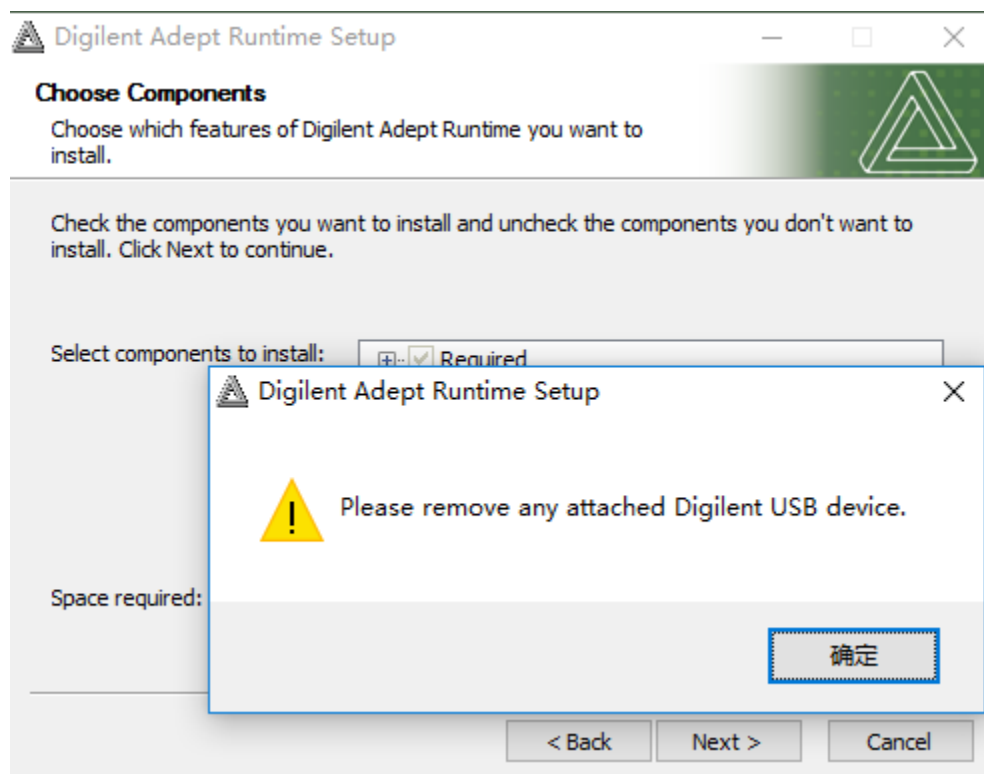 Digilent Adept Runtime Setup
Choose Components
Choose which features of Digilent Adept Runtime you want to
install.
Check the components you want to install and uncheck the components you don't want to
install. Click Next to continue.
Select components to install:
Required
Digilent Adept Runtime Setup
Please remove any attached Digilent USB device.
Space required:
确定
< Back
Next >
Cancel